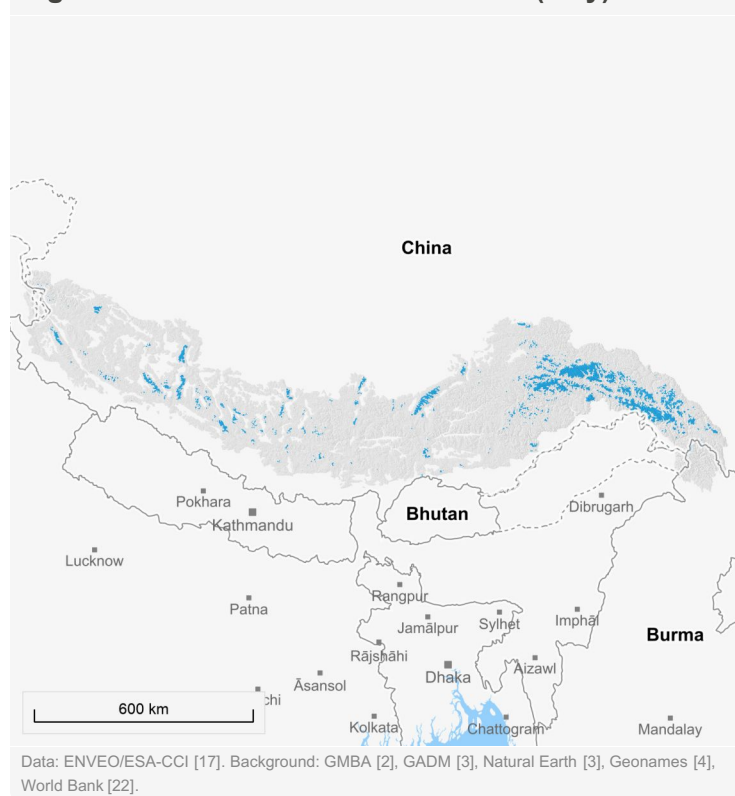 China
Pokhara
Kathmandu
Bhutan
Dibrugarh
Lucknow
Rangpur
Patna
Jamālpur
Sylhet
Imphāl
Burma
Rājshāhi
Aizawl
Dhaka
Āsansol
chi
600 km
Kolkata
Chattogram
Mandalay
Data: ENVEO/ESA-CCI [17]. Background: GMBA [2], GADM [3], Natural Earth [3], Geonames [4],
World Bank [22].